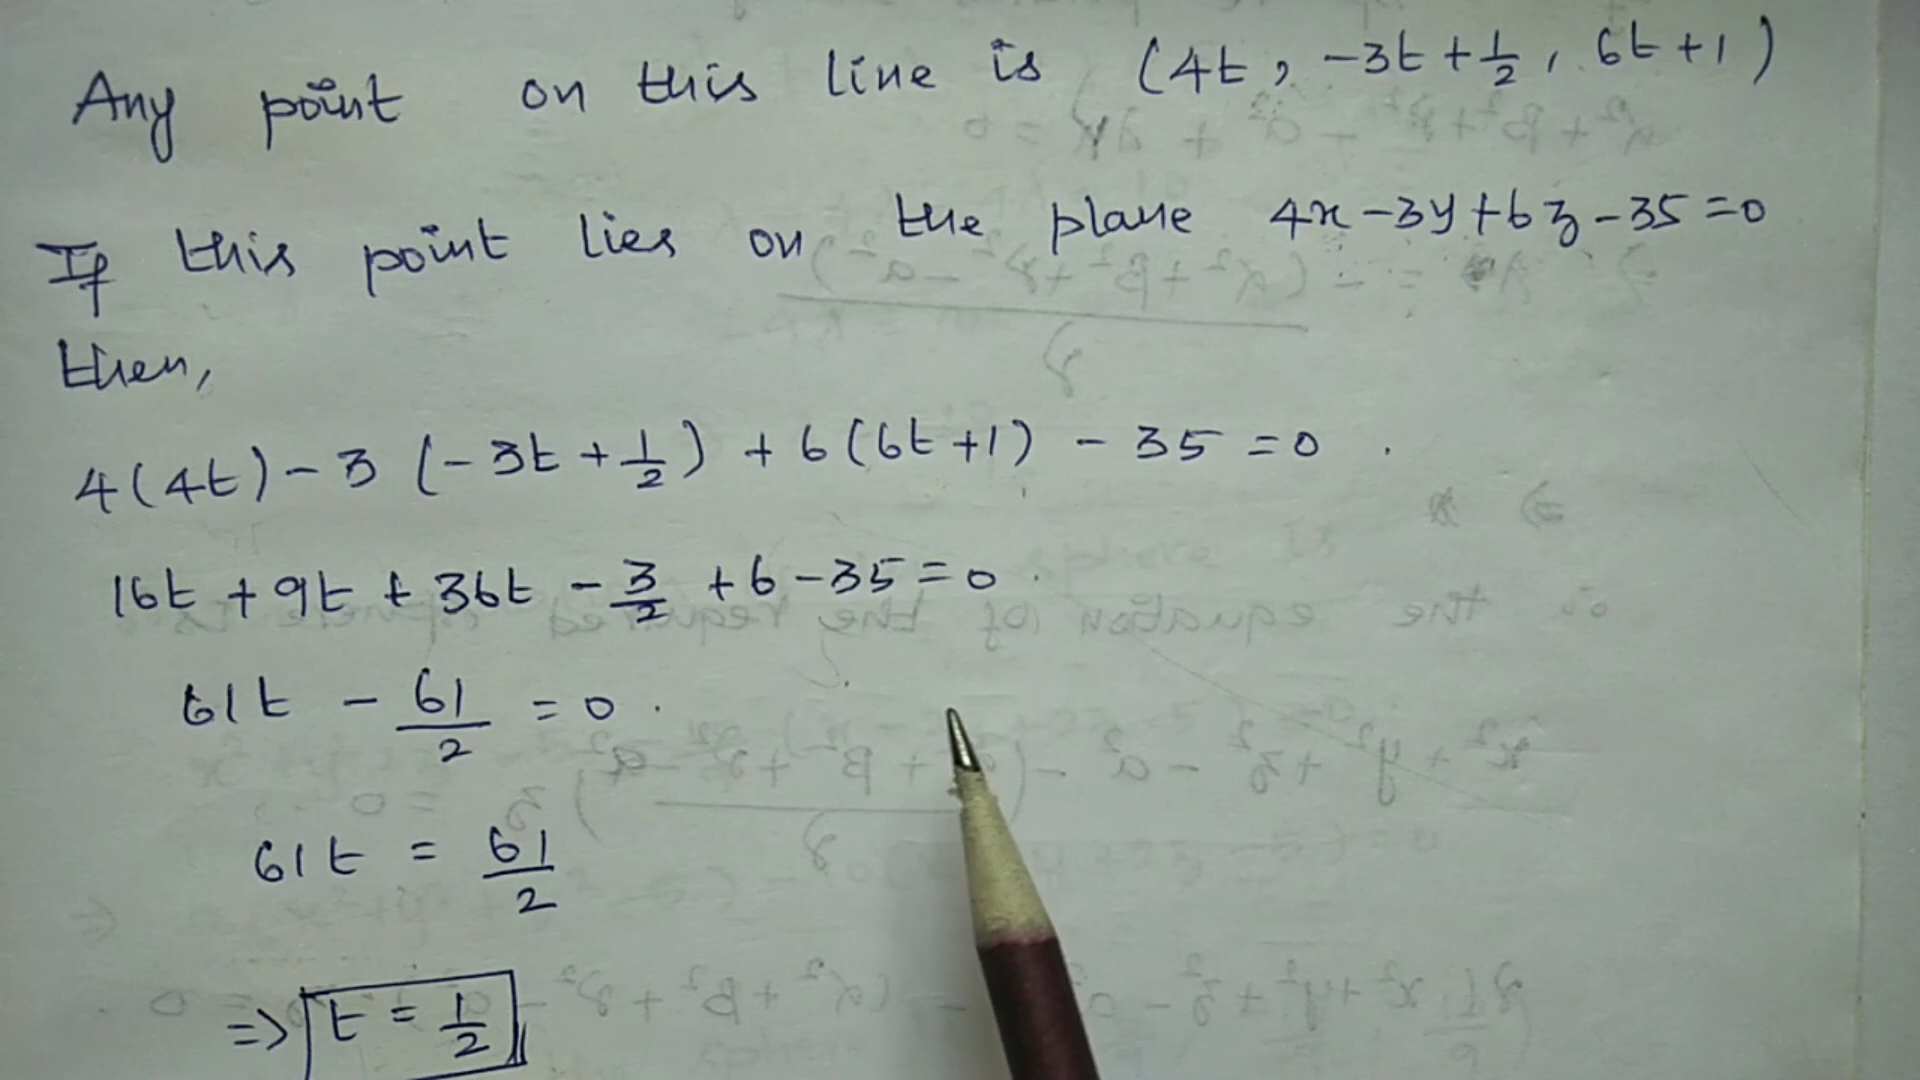 Any point on this line is (4t, -3t + 1/2, 6t + 1)
If this point lies on the plane 4x - 3y + 6z - 35 = 0
then,
4(4t) - 3(-3t + 1/2) + 6(6t + 1) - 35 = 0.
16t + 9t + 36t - 3/2 + 6 - 35 = 0.
61t - 61/2 = 0.
61t = 61/2
=> t = 1/2